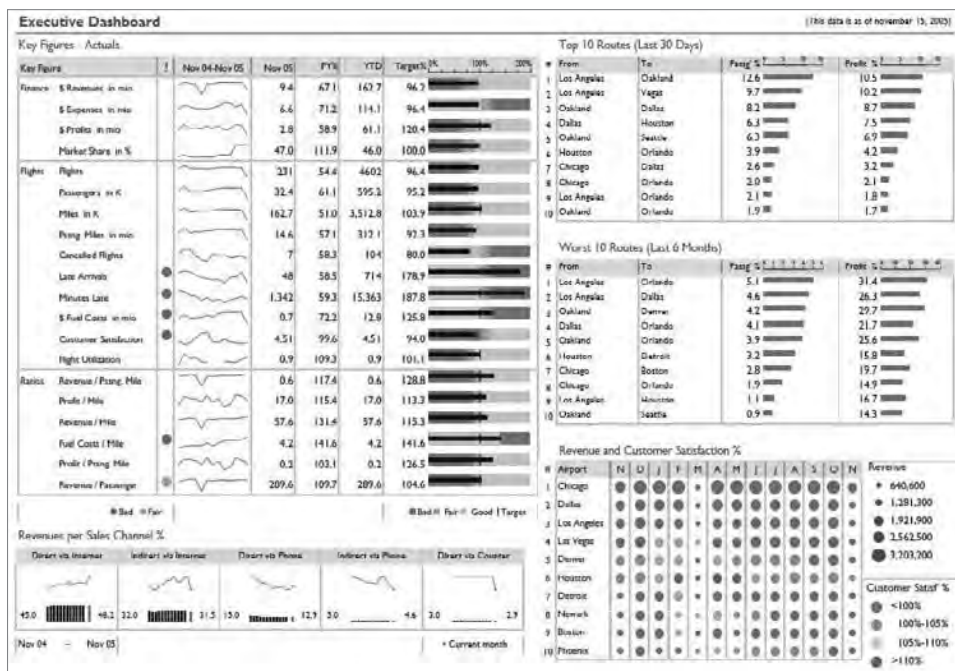 Executive Dashboard
(This data is as of november 15, 2005)
Key Figures - Actuals
Key Figure ! Nov 04-Nov 05 Nov 05 PY% YTD Target% 0% 100% 200%
Finance $ Revenues in mio 9.4 67.1 162.7 96.2
$ Expenses in mio 6.6 71.2 114.1 96.4
$ Profits in mio 2.8 58.9 61.1 120.4
Market Share in % 47.0 111.9 46.0 100.0
Flights Flights 231 54.4 4602 96.4
Passengers in K 32.4 61.1 595.2 95.2
Miles in K 162.7 51.0 3,512.8 103.9
Pssng. Miles in mio 14.6 57.1 312.1 92.3
Cancelled Flights 7 58.3 104 80.0
Late Arrivals 48 58.5 714 178.9
Minutes Late 1.342 59.3 15,363 187.8
$ Fuel Costs in mio 0.7 72.2 12.8 125.8
Customer Satisfaction 4.51 99.6 4.51 94.0
Flight Utilization 0.9 109.3 0.9 101.1
Ratios Revenue / Pssng. Mile 0.6 117.4 0.6 128.8
Profit / Mile 17.0 115.4 17.0 113.3
Revenue / Mile 57.6 131.4 57.6 115.3
Fuel Costs / Mile 4.2 141.6 4.2 141.6
Profit / Pssng. Mile 0.2 103.1 0.2 126.5
Revenue / Passenger 209.6 109.7 209.6 104.6
Bad Fair Bad Fair Good | Target
Revenues per Sales Channel %
Direct via Internet Indirect via Internet Direct via Phone Indirect via Phone Direct via Counter
45.0 48.2 32.0 31.5 15.0 12.9 5.0 4.6 3.0 2.9
Nov 04 - Nov 05 Current month
Top 10 Routes (Last 30 Days)
# From To Passg % Profit %
1 Los Angeles Oakland 12.6 10.5
2 Los Angeles Vegas 9.7 10.2
3 Oakland Dallas 8.2 8.7
4 Dallas Houston 6.3 7.5
5 Oakland Seattle 6.3 6.9
6 Houston Orlando 3.9 4.2
7 Chicago Dallas 2.6 3.2
8 Chicago Orlando 2.0 2.1
9 Los Angeles Orlando 2.1 1.8
10 Oakland Orlando 1.9 1.7
Worst 10 Routes (Last 6 Months)
# From To Passg % Profit %
1 Los Angeles Orlando 5.1 31.4
2 Los Angeles Dallas 4.6 26.3
3 Oakland Denver 4.2 29.7
4 Dallas Orlando 4.1 21.7
5 Oakland Orlando 3.9 25.6
6 Houston Detroit 3.2 15.8
7 Chicago Boston 2.8 19.7
8 Chicago Orlando 1.9 14.9
9 Los Angeles Houston 1.1 16.7
10 Oakland Seattle 0.9 14.3
Revenue and Customer Satisfaction %
# Airport N D J F M A M J J A S O N Revenue
1 Chicago 640,600
2 Dallas 1,281,300
3 Los Angeles 1,921,900
4 Las Vegas 2,562,500
5 Denver 3,203,200
6 Houston
7 Detroit
8 Newark
9 Boston
10 Phoenix
Customer Satisf %
<100%
100%-105%
105%-110%
>110%